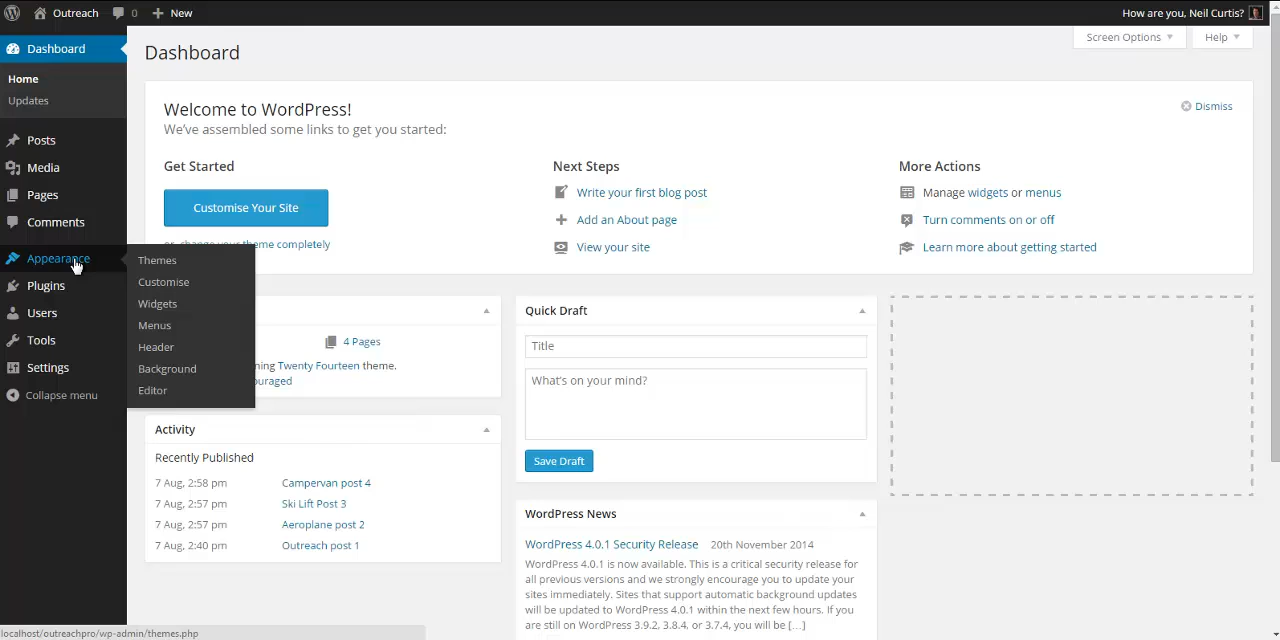 Outreach 0 New How are you, Neil Curtis?
Dashboard
Home
Updates
Posts
Media
Pages
Comments
Appearance
Plugins
Users
Tools
Settings
Collapse menu
Themes
Customise
Widgets
Menus
Header
Background
Editor
Dashboard
Screen Options Help
Welcome to WordPress!
We've assembled some links to get you started:
Dismiss
Get Started
Customise Your Site
or, change your theme completely
Next Steps
Write your first blog post
Add an About page
View your site
More Actions
Manage widgets or menus
Turn comments on or off
Learn more about getting started
4 Pages
Twenty Fourteen theme.
Activity
Recently Published
7 Aug, 2:58 pm Campervan post 4
7 Aug, 2:57 pm Ski Lift Post 3
7 Aug, 2:57 pm Aeroplane post 2
7 Aug, 2:40 pm Outreach post 1
Quick Draft
Title
What's on your mind?
Save Draft
WordPress News
WordPress 4.0.1 Security Release 20th November 2014
WordPress 4.0.1 is now available. This is a critical security release for
all previous versions and we strongly encourage you to update your
sites immediately. Sites that support automatic background updates
will be updated to WordPress 4.0.1 within the next few hours. If you
are still on WordPress 3.9.2, 3.8.4, or 3.7.4, you will be [...]
localhost/outreachpro/wp-admin/themes.php